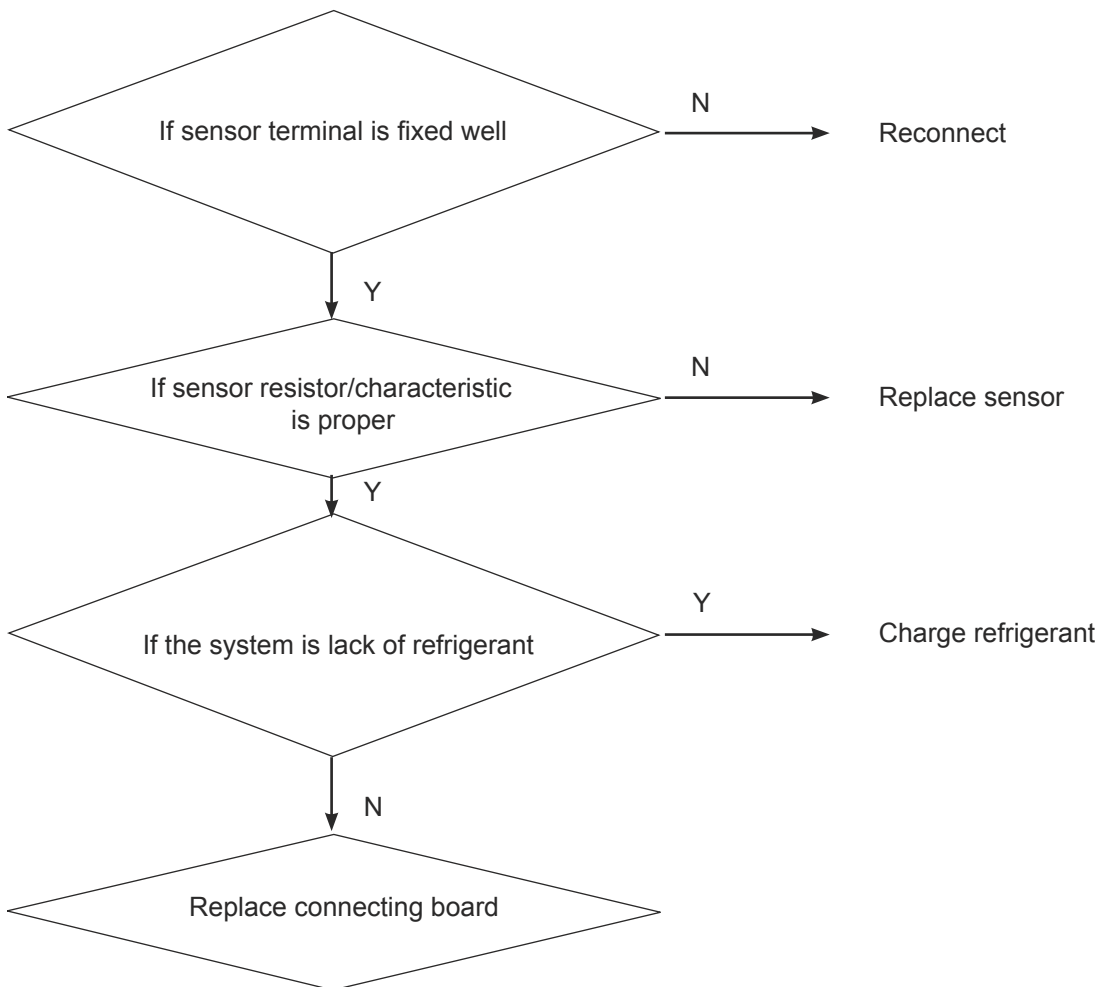 If sensor terminal is fixed well
N
Reconnect
Y
If sensor resistor/characteristic
is proper
N
Replace sensor
Y
If the system is lack of refrigerant
Y
Charge refrigerant
N
Replace connecting board